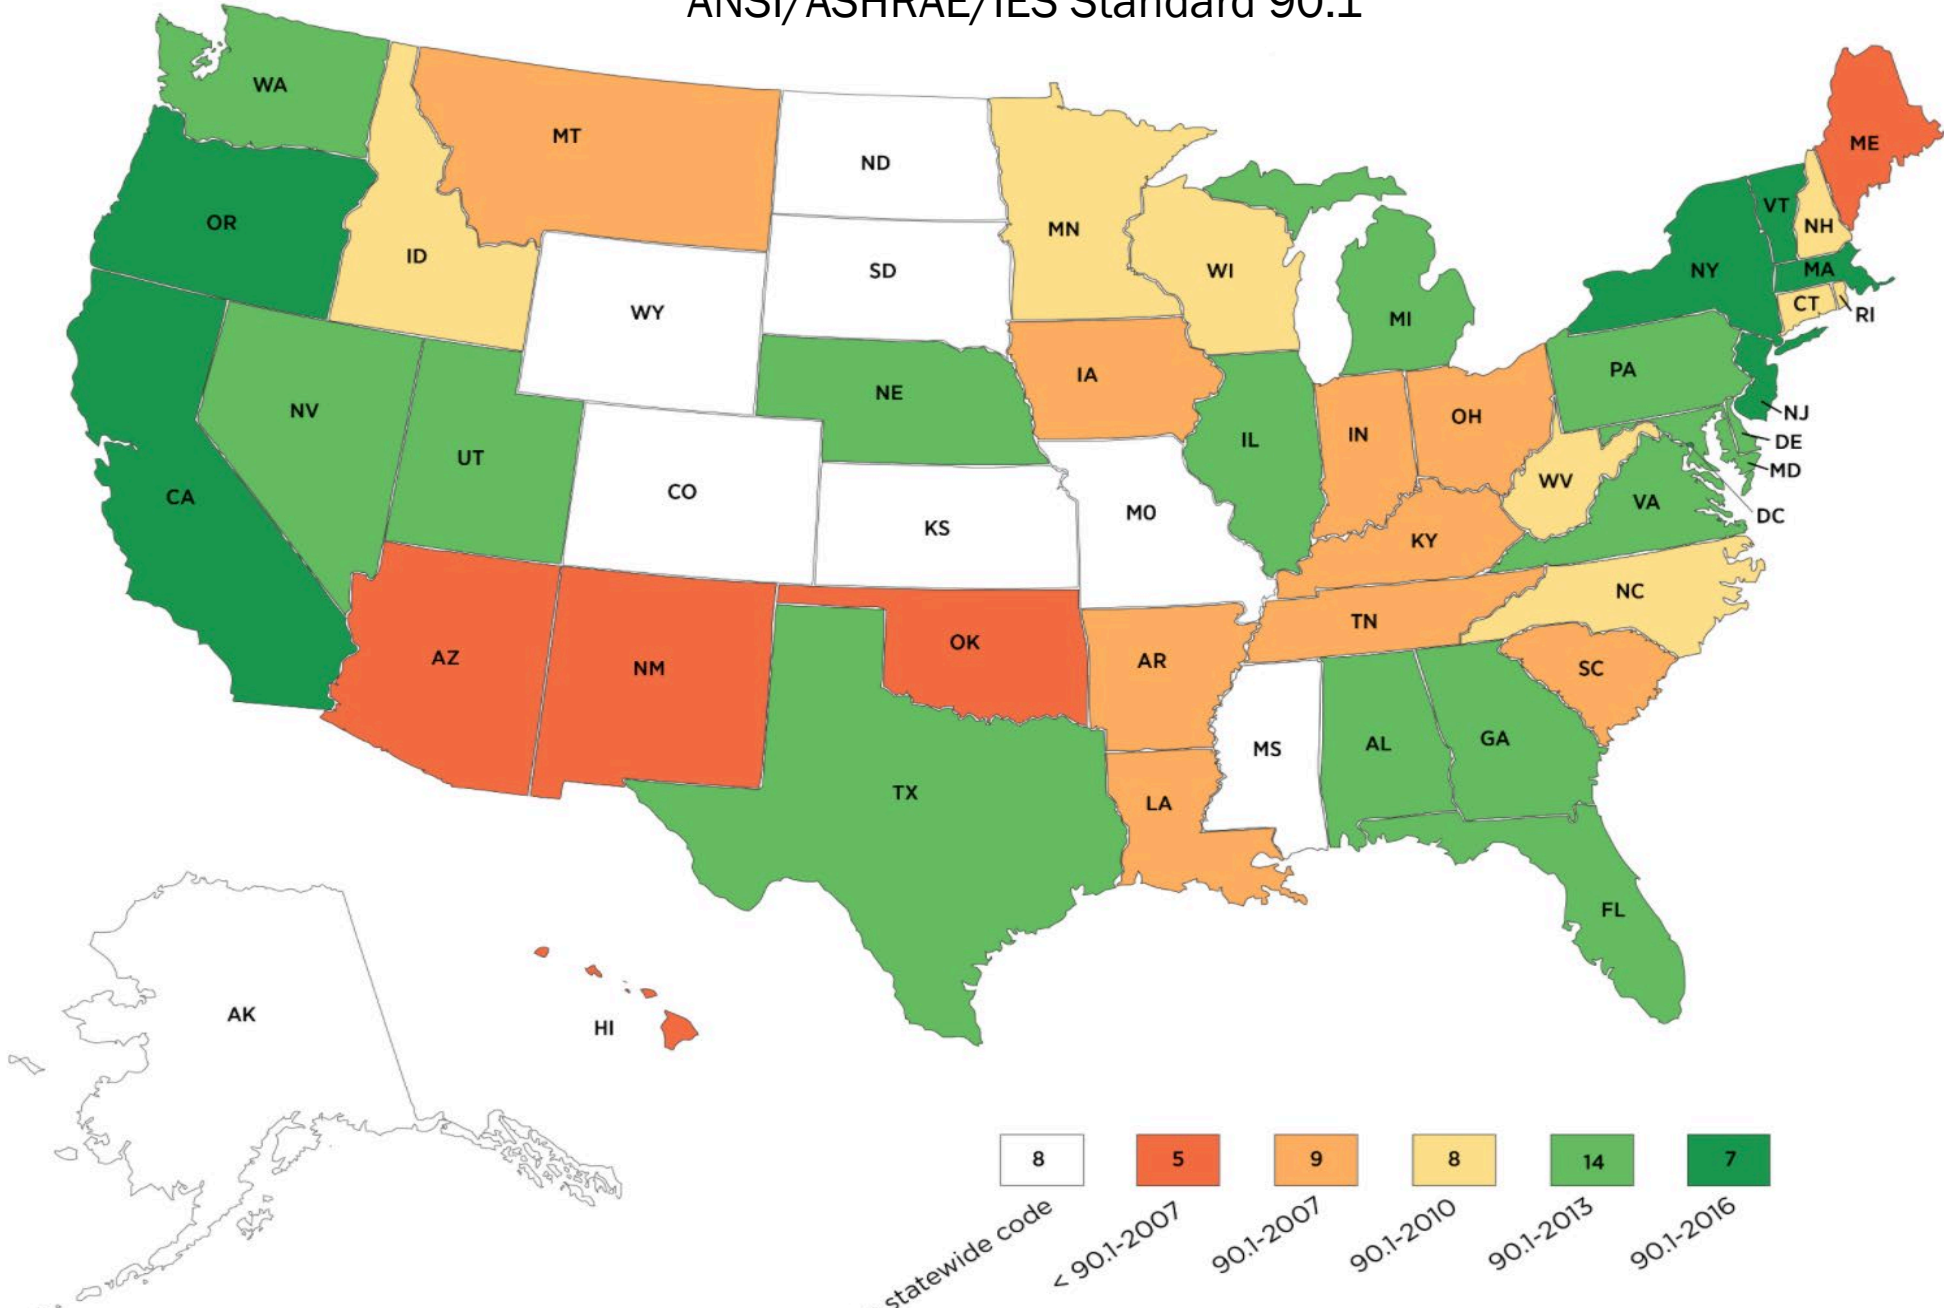 ANSI/ASHRAE/IES Standard 90.1
WA
MT
ND
ME
OR
ID
MN
VT
NH
SD
WI
NY
MA
WY
MI
CT
RI
IA
PA
NE
NV
IL
IN
OH
NJ
UT
DE
CO
WV
MD
CA
KS
MO
VA
DC
KY
NC
TN
AZ
NM
OK
AR
SC
MS
AL
GA
TX
LA
FL
AK
HI
8
5
9
8
14
7
statewide code
< 90.1-2007
90.1-2007
90.1-2010
90.1-2013
90.1-2016